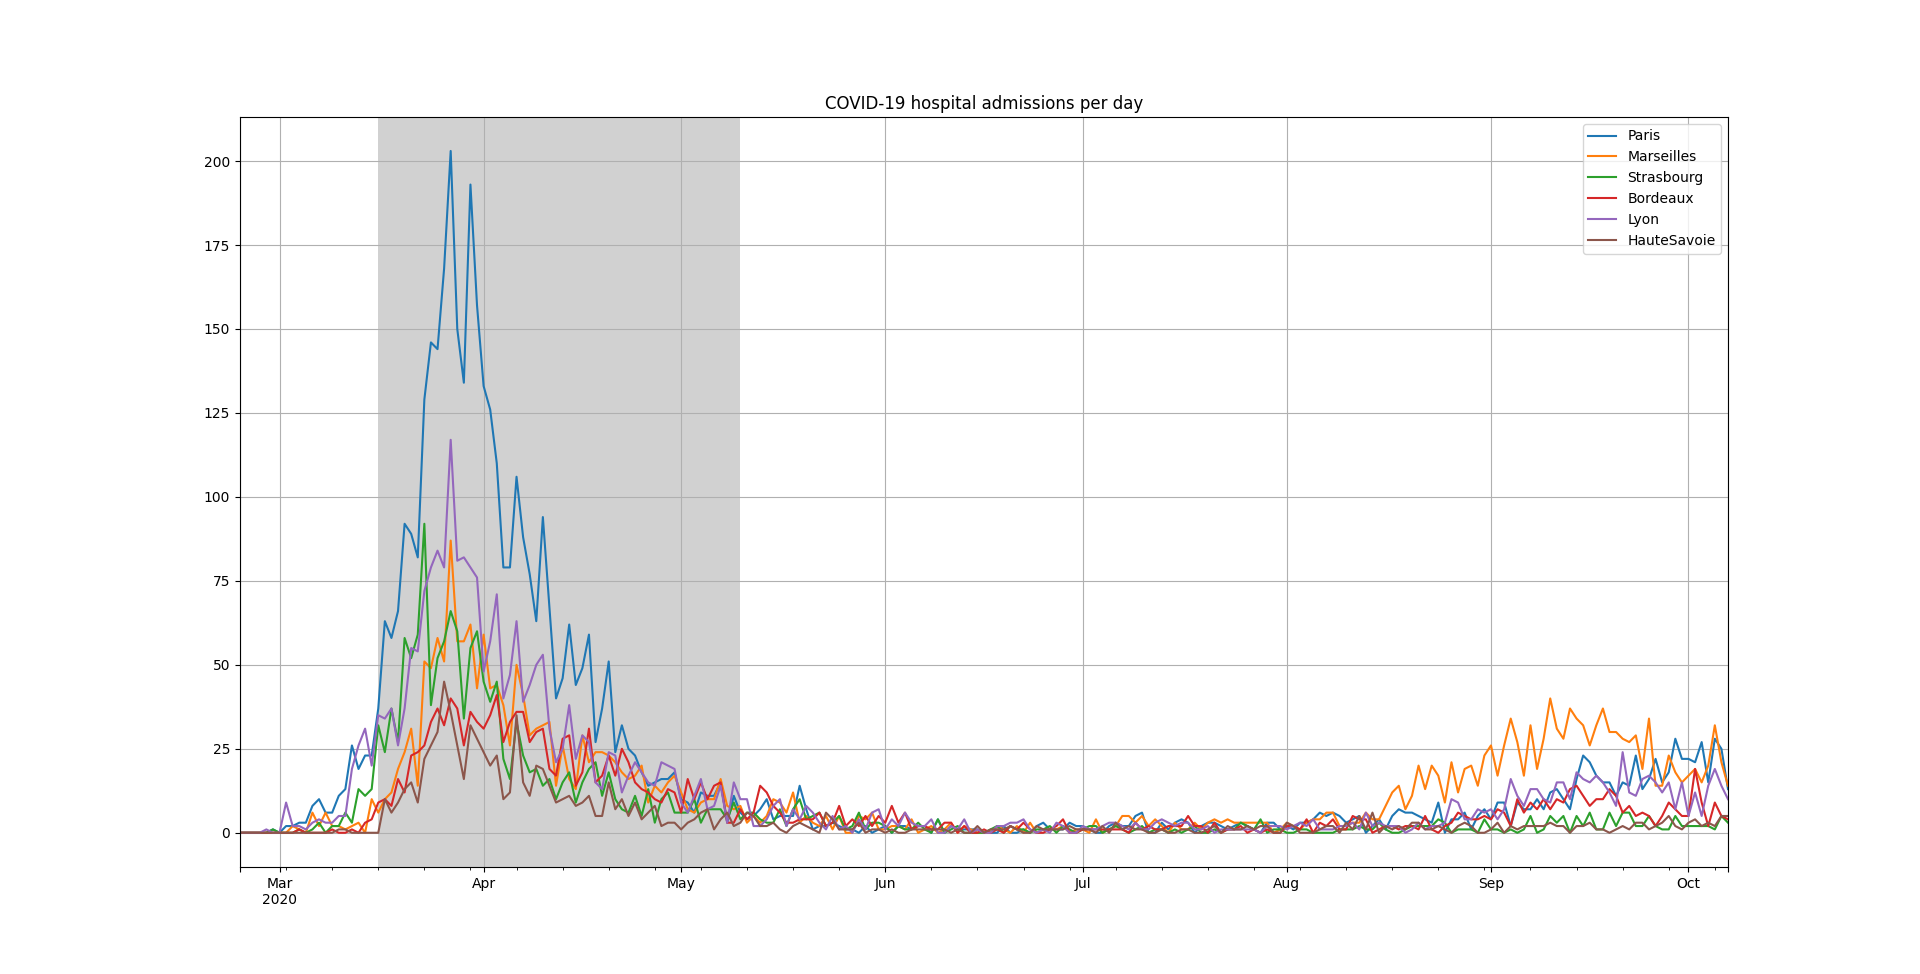 COVID-19 hospital admissions per day
200
175
150
125
100
75
50
25
0
Paris
Marseilles
Strasbourg
Bordeaux
Lyon
HauteSavoie
Mar Apr May Jun Jul Aug Sep Oct
2020